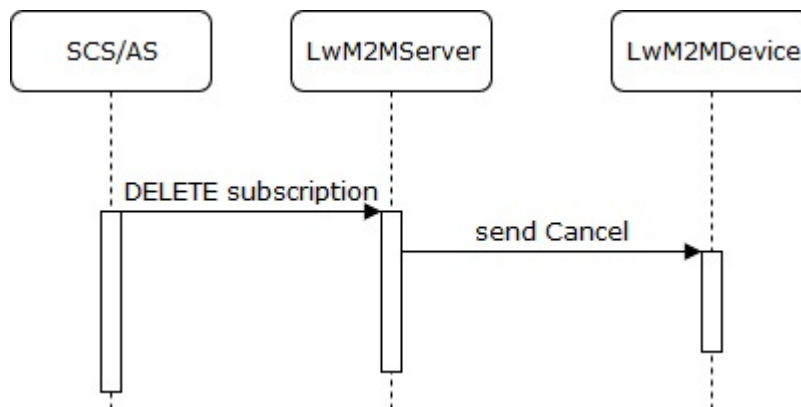 SCS/AS
LwM2MServer
LwM2MDevice
DELETE subscription
send Cancel